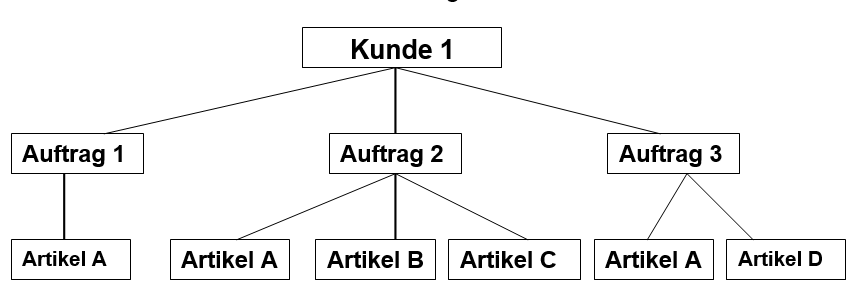 Kunde 1
Auftrag 1 Auftrag 2 Auftrag 3
Artikel A Artikel A Artikel B Artikel C Artikel A Artikel D